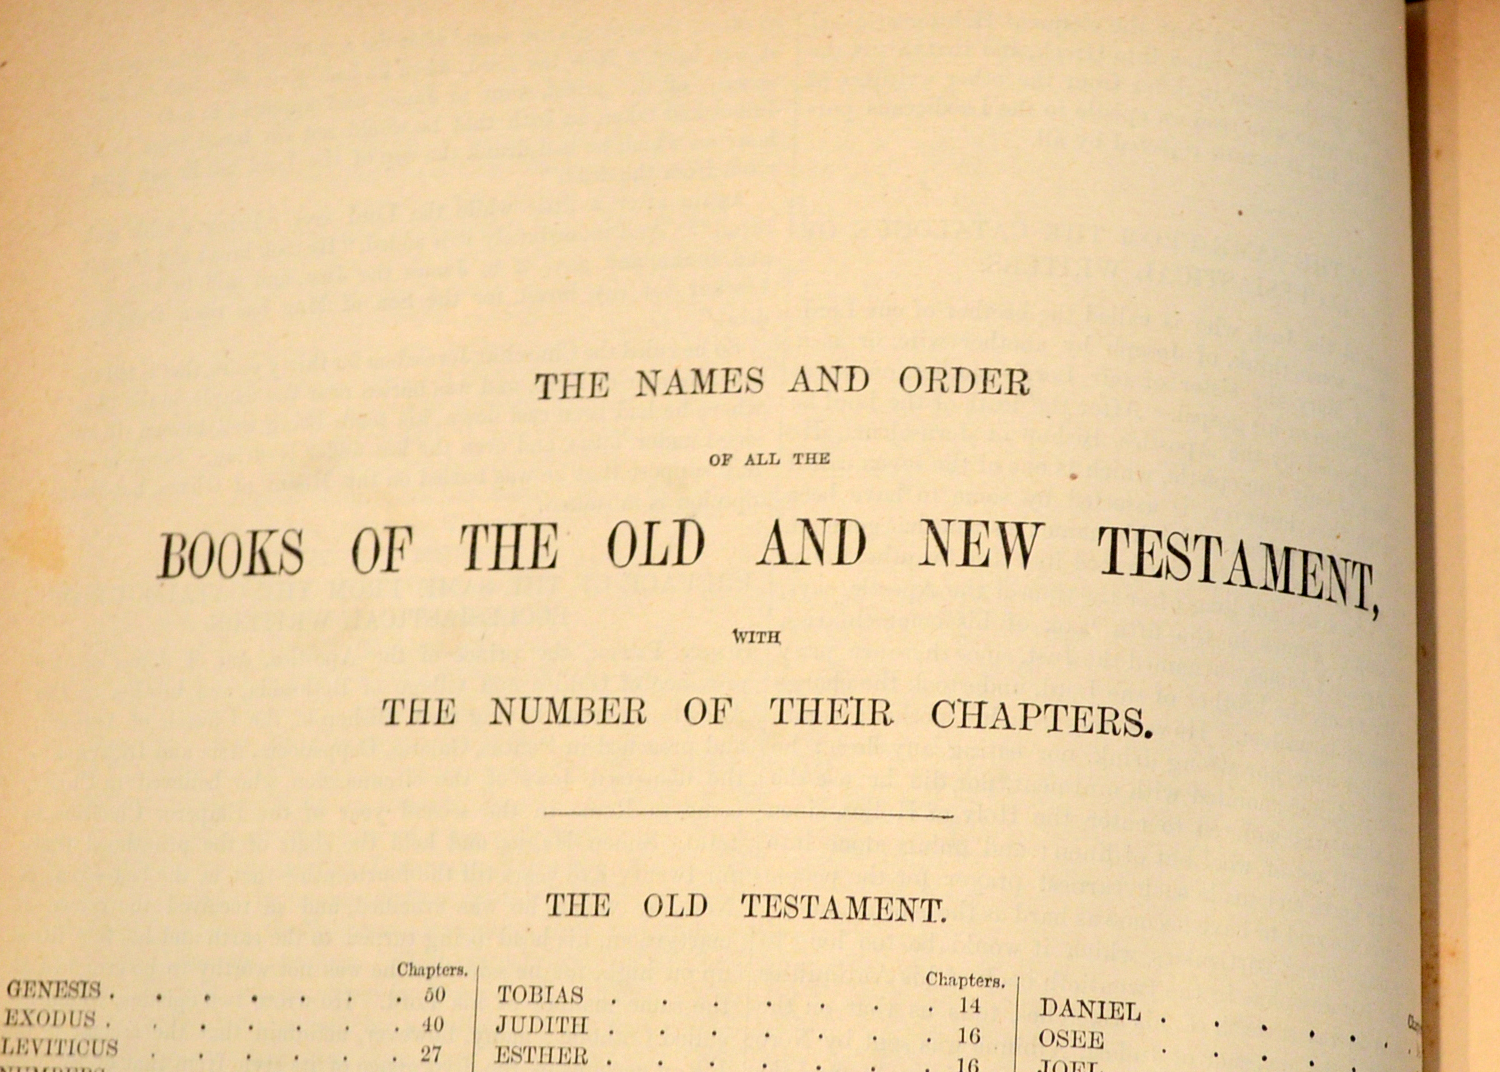 THE NAMES AND ORDER
OF ALL THE
BOOKS OF THE OLD AND NEW TESTAMENT,
WITH
THE NUMBER OF THEIR CHAPTERS.
THE OLD TESTAMENT.
Chapters.
GENESIS . . . . . . . 50
EXODUS . . . . . . . 40
LEVITICUS . . . . . . 27
NUMBERS
Chapters.
TOBIAS . . . . . . . 14
JUDITH . . . . . . . 16
ESTHER . . . . . . . 16
DANIEL . . . . . .
OSEE . . . . . .
JOEL